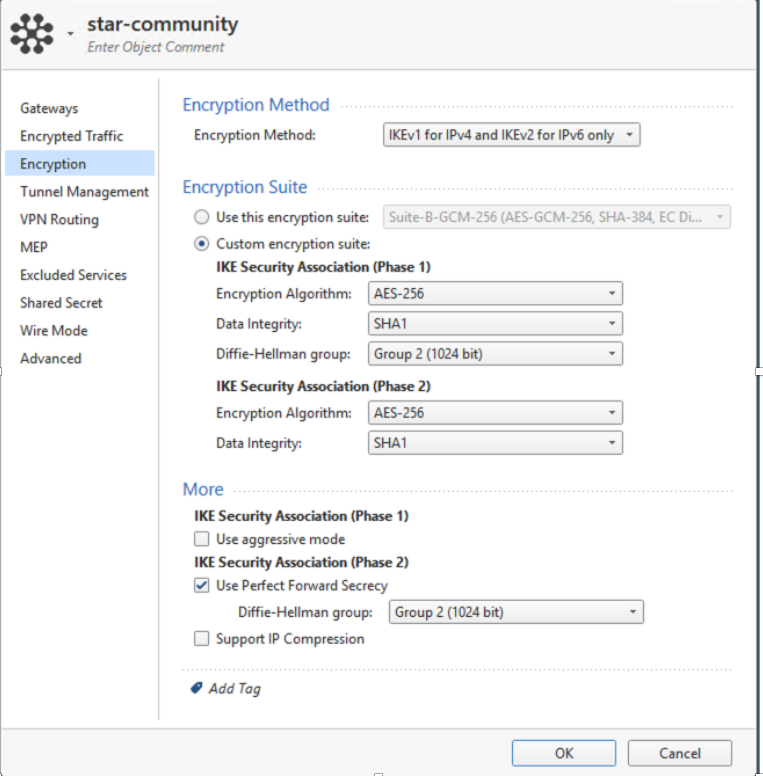 star-community
Enter Object Comment
Gateways
Encrypted Traffic
Encryption
Tunnel Management
VPN Routing
MEP
Excluded Services
Shared Secret
Wire Mode
Advanced
Encryption Method
Encryption Method: IKEv1 for IPv4 and IKEv2 for IPv6 only
Encryption Suite
Use this encryption suite: Suite-B-GCM-256 (AES-GCM-256, SHA-384, EC Di...
Custom encryption suite:
IKE Security Association (Phase 1)
Encryption Algorithm: AES-256
Data Integrity: SHA1
Diffie-Hellman group: Group 2 (1024 bit)
IKE Security Association (Phase 2)
Encryption Algorithm: AES-256
Data Integrity: SHA1
More
IKE Security Association (Phase 1)
Use aggressive mode
IKE Security Association (Phase 2)
Use Perfect Forward Secrecy
Diffie-Hellman group: Group 2 (1024 bit)
Support IP Compression
Add Tag
OK Cancel